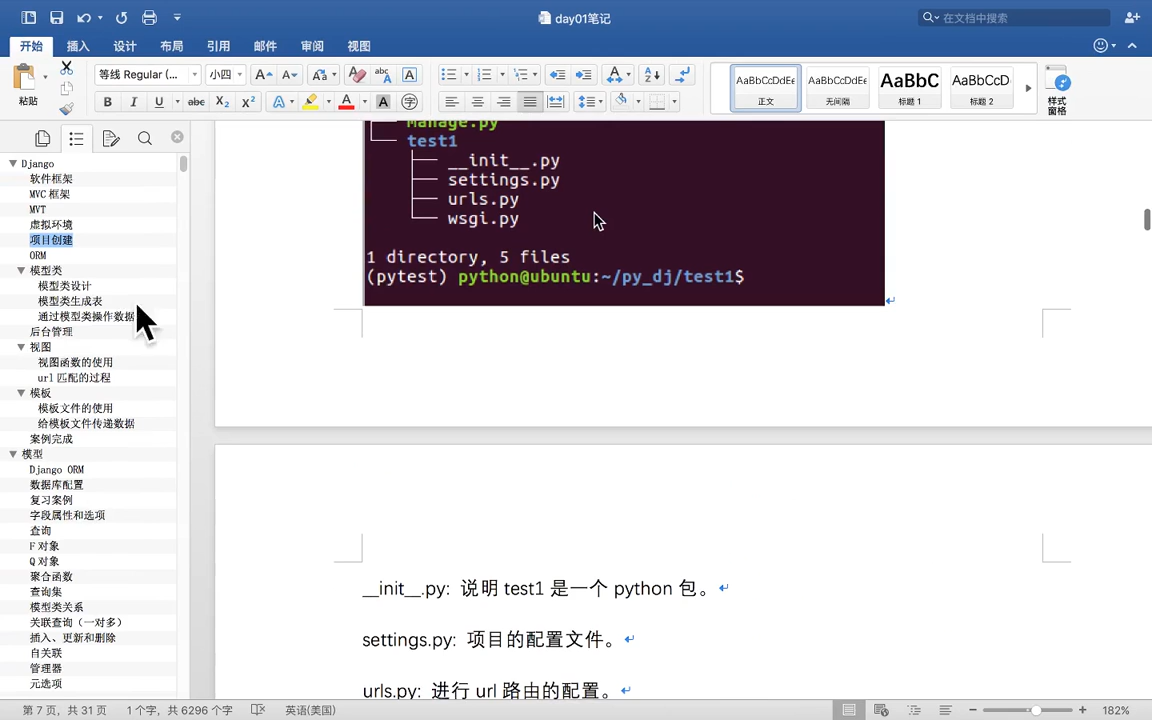 day01笔记
在文档中搜索
开始 插入 设计 布局 引用 邮件 审阅 视图
粘贴
等线 Regular (... 小四
B I U abc X₂ X²
AaBbCcDdEe AaBbCcDdEe AaBbC AaBbCcD
正文 无间隔 标题 1 标题 2
样式
窗格
Django
软件框架
MVC 框架
MVT
虚拟环境
项目创建
ORM
模型类
模型类设计
模型类生成表
通过模型类操作数据
后台管理
视图
视图函数的使用
url 匹配的过程
模板
模板文件的使用
给模板文件传递数据
案例完成
模型
Django ORM
数据库配置
复习案例
字段属性和选项
查询
F 对象
Q 对象
聚合函数
查询集
模型类关系
关联查询（一对多）
插入、更新和删除
自关联
管理器
元选项
manage.py
test1
__init__.py
settings.py
urls.py
wsgi.py
1 directory, 5 files
(pytest) python@ubuntu:~/py_dj/test1$
__init__.py: 说明 test1 是一个 python 包。
settings.py: 项目的配置文件。
urls.py: 进行 url 路由的配置。
第 7 页，共 31 页 1 个字，共 6296 个字 英语(美国) 182%